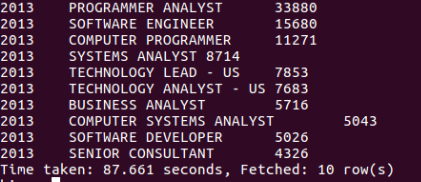 2013 PROGRAMMER ANALYST 33880
2013 SOFTWARE ENGINEER 15680
2013 COMPUTER PROGRAMMER 11271
2013 SYSTEMS ANALYST 8714
2013 TECHNOLOGY LEAD - US 7853
2013 TECHNOLOGY ANALYST - US 7683
2013 BUSINESS ANALYST 5716
2013 COMPUTER SYSTEMS ANALYST 5043
2013 SOFTWARE DEVELOPER 5026
2013 SENIOR CONSULTANT 4326
Time taken: 87.661 seconds, Fetched: 10 row(s)